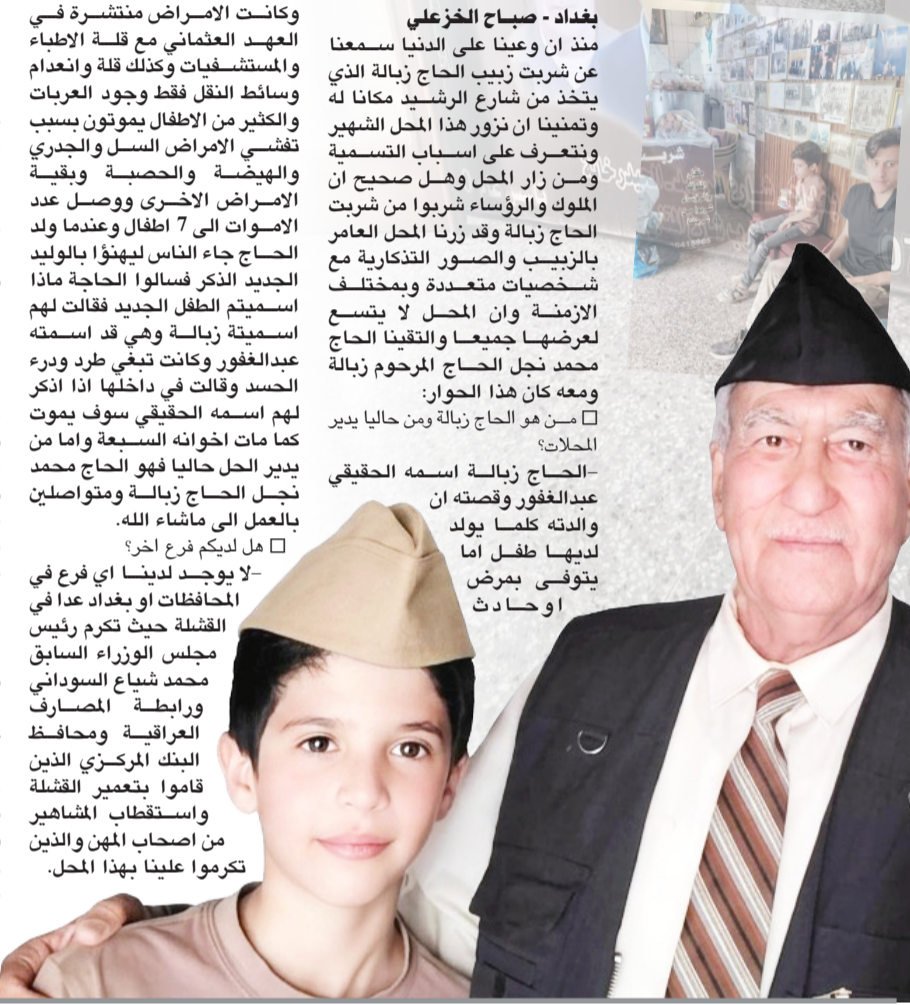 بغداد - صباح الخزعلي
منذ ان وعينا على الدنيا سمعنا
عن شربت زبيب الحاج زبالة الذي
يتخذ من شارع الرشيد مكانا له
وتمنينا ان نزور هذا المحل الشهير
ونتعرف على اسباب التسمية
ومن زار المحل وهل صحيح ان
الملوك والرؤساء شربوا من شربت
الحاج زبالة وقد زرنا المحل العامر
بالزبيب والصور التذكارية مع
شخصيات متعددة وبمختلف
الازمنة وان المحل لا يتسع
لعرضها جميعا والتقينا الحاج
محمد نجل الحاج المرحوم زبالة
ومعه كان هذا الحوار:
□ من هو الحاج زبالة ومن حاليا يدير
المحلات؟
–الحاج زبالة اسمه الحقيقي
عبدالغفور وقصته ان
والدته كلما يولد
لديها طفل اما
يتوفى بمرض
او حادث
وكانت الامراض منتشرة في
العهد العثماني مع قلة الاطباء
والمستشفيات وكذلك قلة وانعدام
وسائط النقل فقط وجود العربات
والكثير من الاطفال يموتون بسبب
تفشي الامراض السل والجدري
والهيضة والحصبة وبقية
الامراض الاخرى ووصل عدد
الاموات الى 7 اطفال وعندما ولد
الحاج جاء الناس ليهنؤا بالوليد
الجديد الذكر فسالوا الحاجة ماذا
اسميتم الطفل الجديد فقالت لهم
اسميتة زبالة وهي قد اسمته
عبدالغفور وكانت تبغي طرد ودرء
الحسد وقالت في داخلها اذا اذكر
لهم اسمه الحقيقي سوف يموت
كما مات اخوانه السبعة واما من
يدير الحل حاليا فهو الحاج محمد
نجل الحاج زبالة ومتواصلين
بالعمل الى ماشاء الله.
□ هل لديكم فرع اخر؟
–لا يوجد لدينا اي فرع في
المحافظات او بغداد عدا في
القشلة حيث تكرم رئيس
مجلس الوزراء السابق
محمد شياع السوداني
ورابطة المصارف
العراقية ومحافظ
البنك المركزي الذين
قاموا بتعمير القشلة
واستقطاب المشاهير
من اصحاب المهن والذين
تكرموا علينا بهذا المحل.